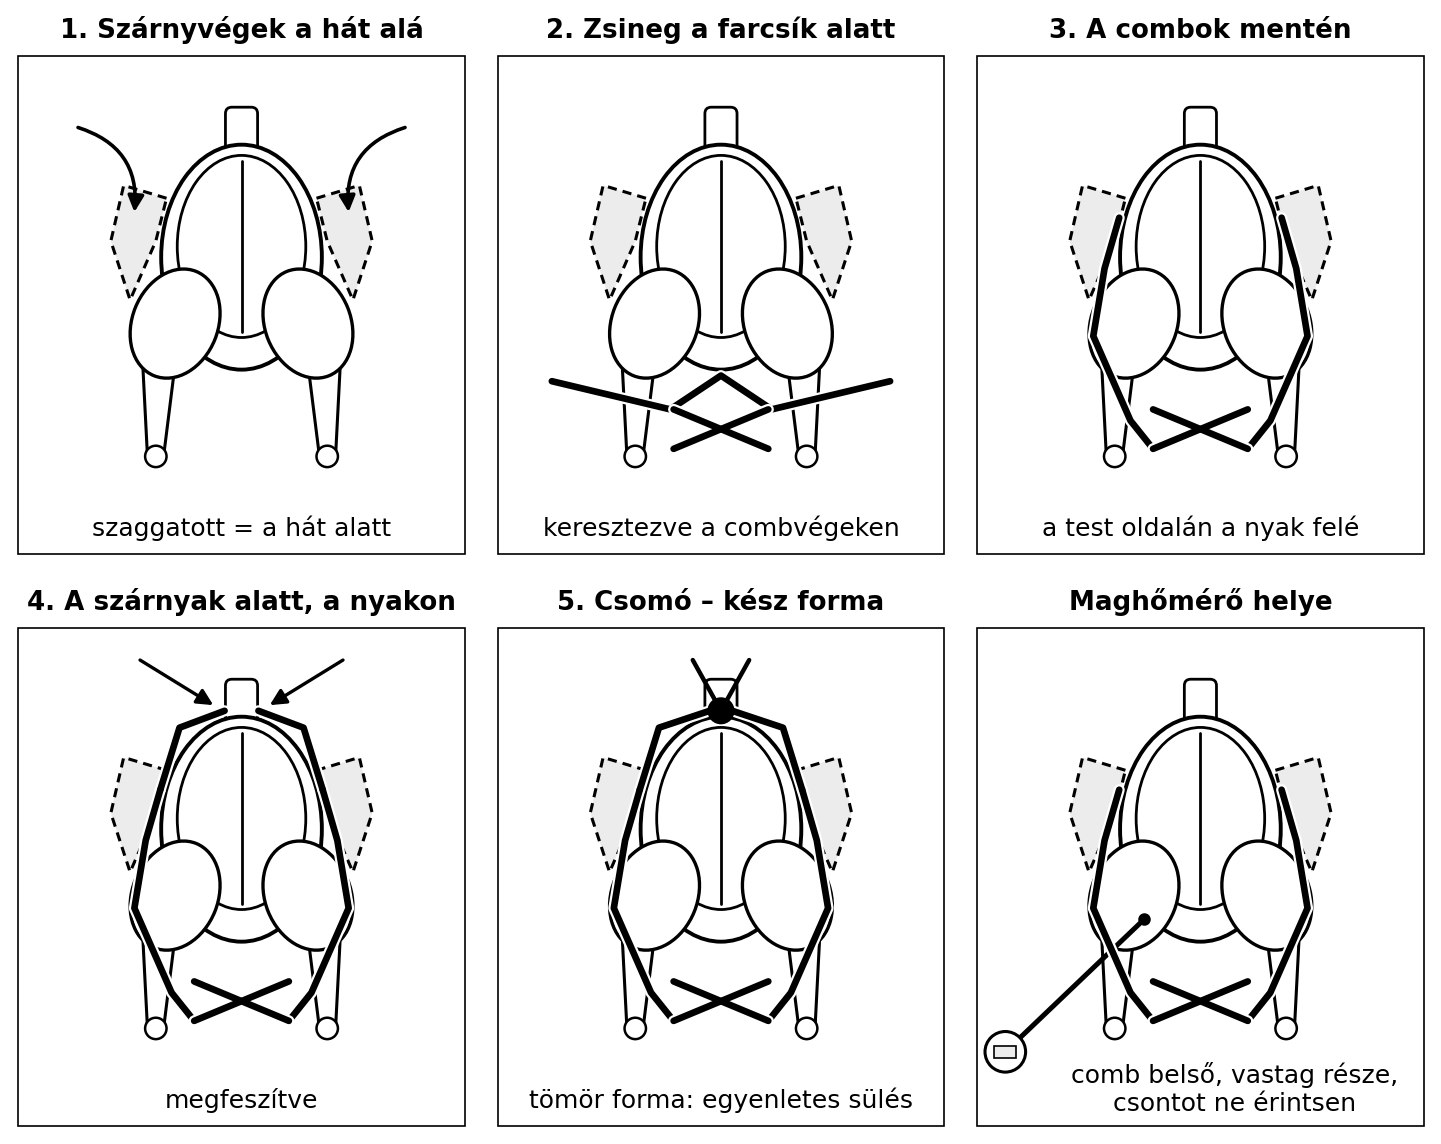 1. Szárnyvégek a hát alá
2. Zsineg a farcsík alatt
3. A combok mentén
szaggatott = a hát alatt
keresztezve a combvégeken
a test oldalán a nyak felé
4. A szárnyak alatt, a nyakon
5. Csomó – kész forma
Maghőmérő helye
megfeszítve
tömör forma: egyenletes sülés
comb belső, vastag része,
csontot ne érintsen